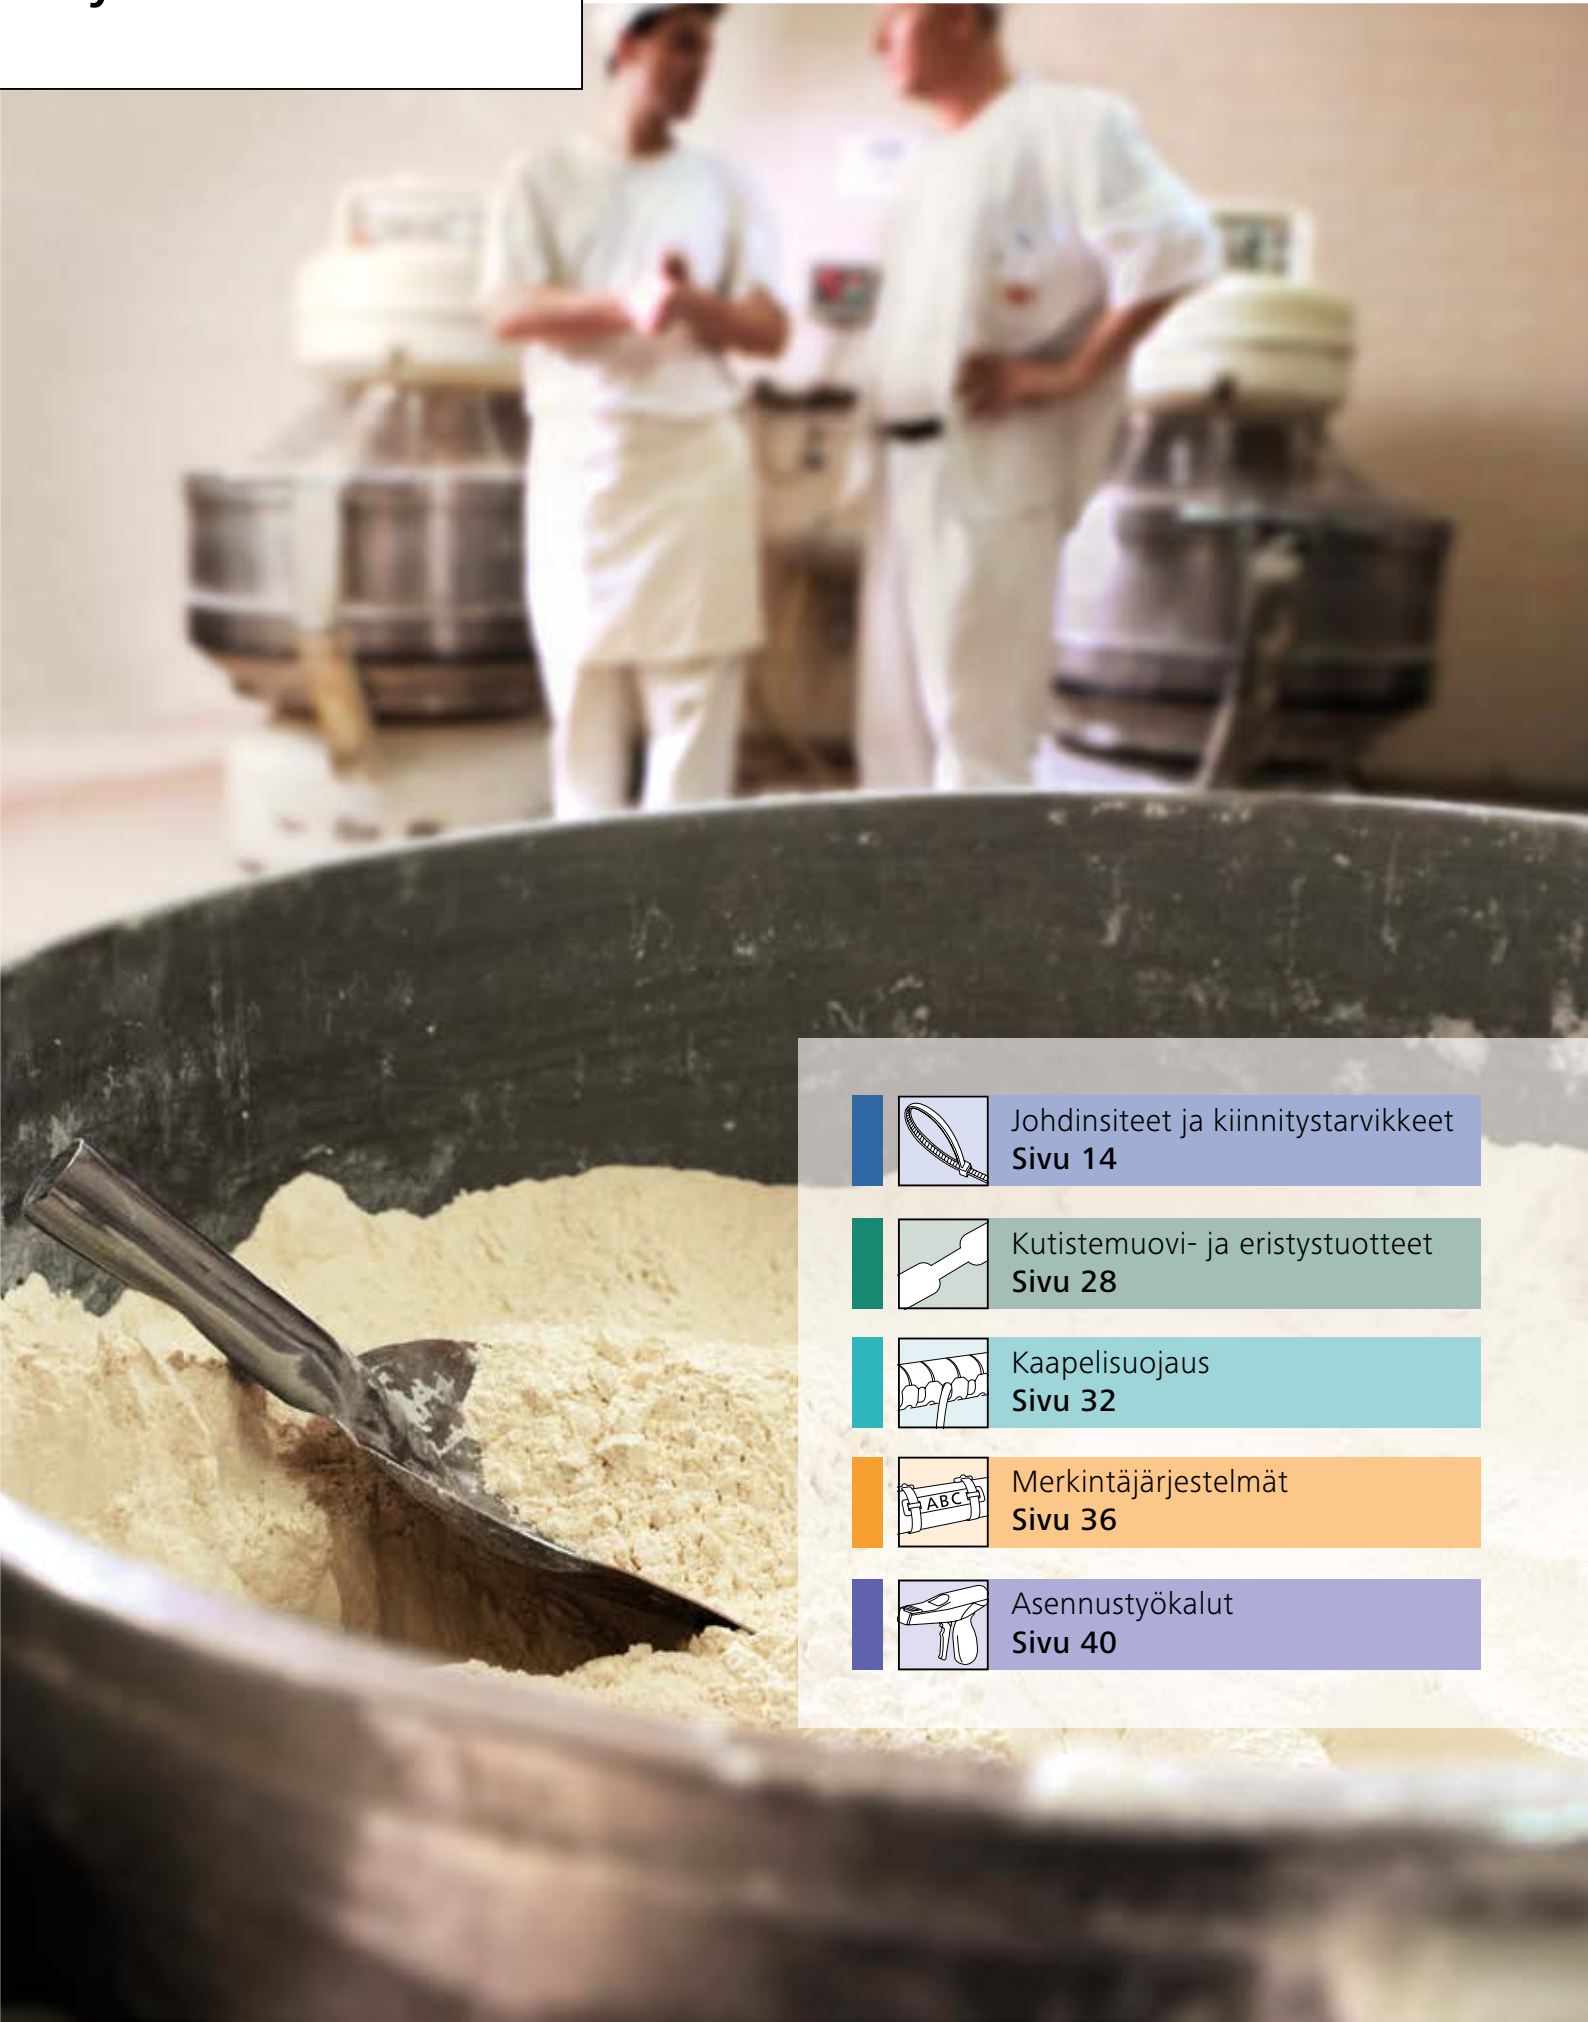 Johdinsiteet ja kiinnitystarvikkeet
Sivu 14
Kutistemuovi- ja eristystuotteet
Sivu 28
Kaapelisuojaus
Sivu 32
ABC
Merkintäjärjestelmät
Sivu 36
Asennustyökalut
Sivu 40